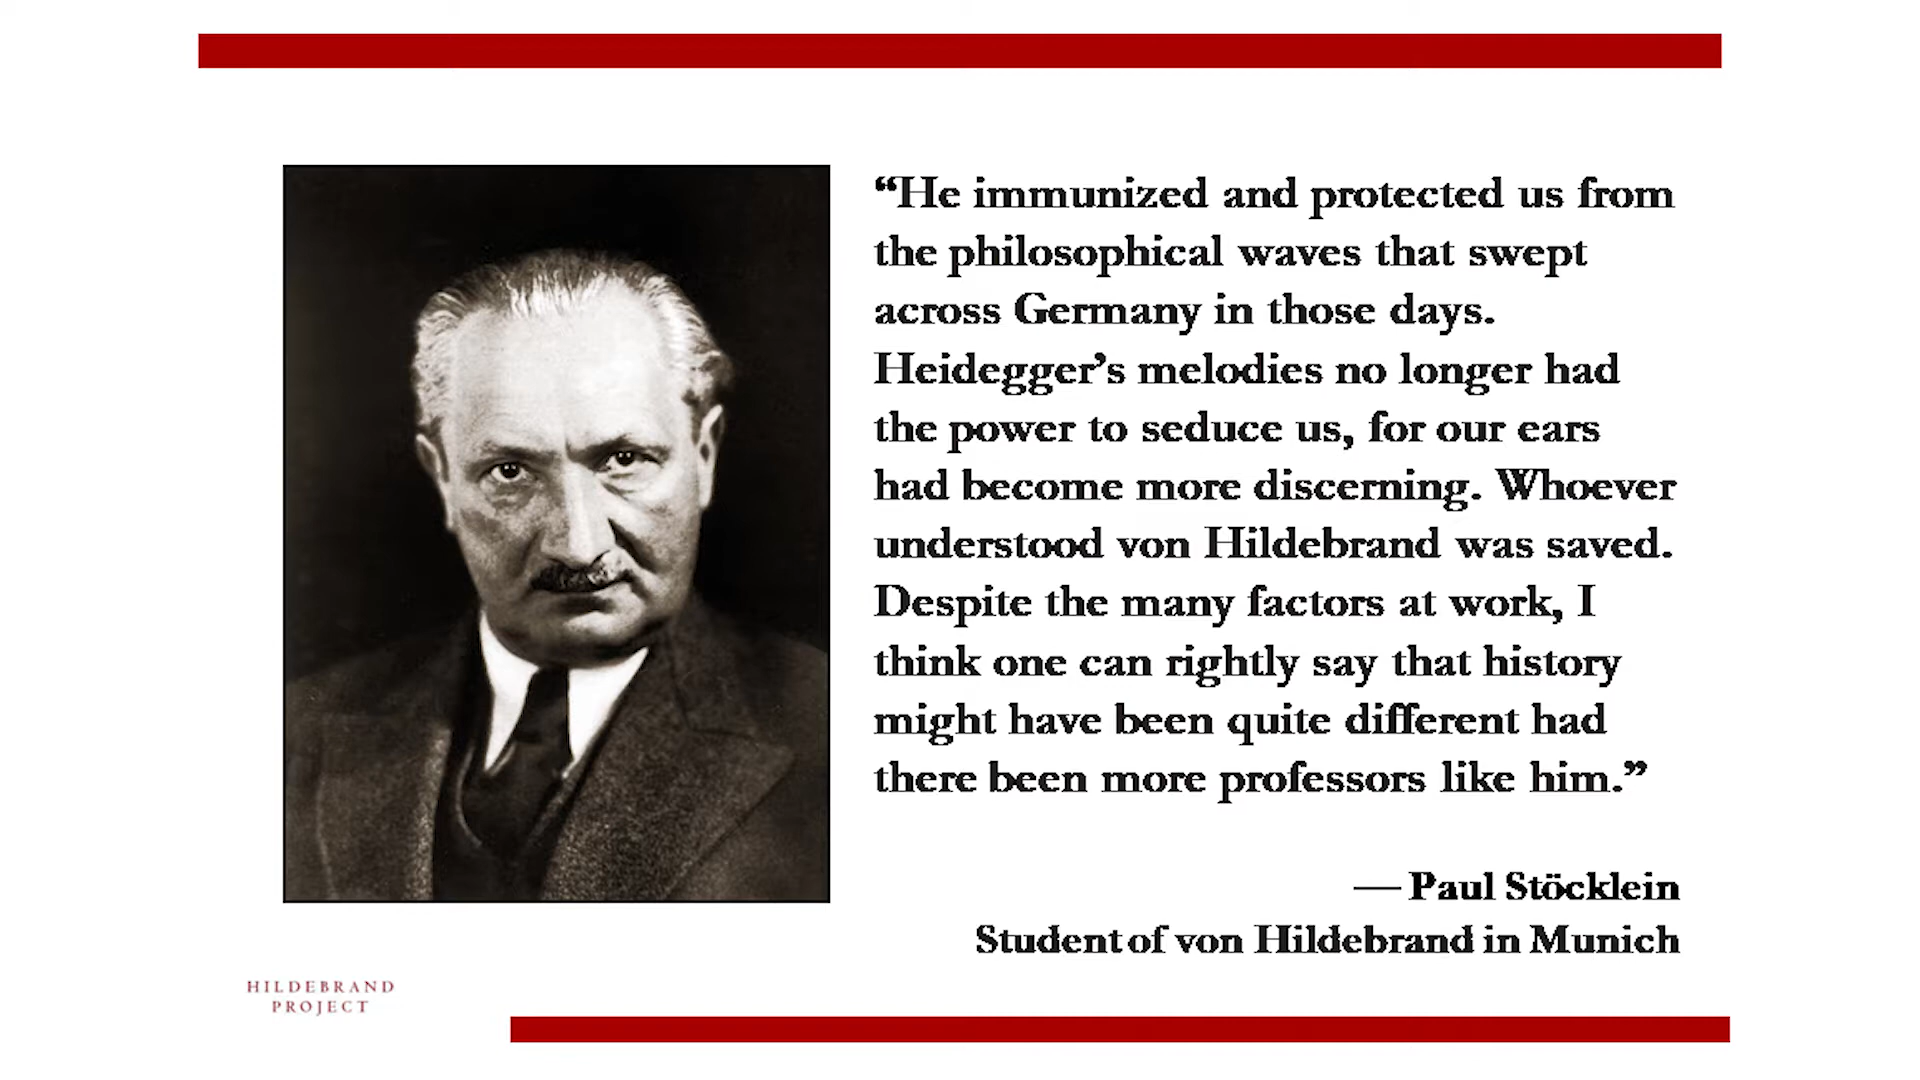 “He immunized and protected us from
the philosophical waves that swept
across Germany in those days.
Heidegger’s melodies no longer had
the power to seduce us, for our ears
had become more discerning. Whoever
understood von Hildebrand was saved.
Despite the many factors at work, I
think one can rightly say that history
might have been quite different had
there been more professors like him.”
— Paul Stöcklein
Student of von Hildebrand in Munich
HILDEBRAND
PROJECT